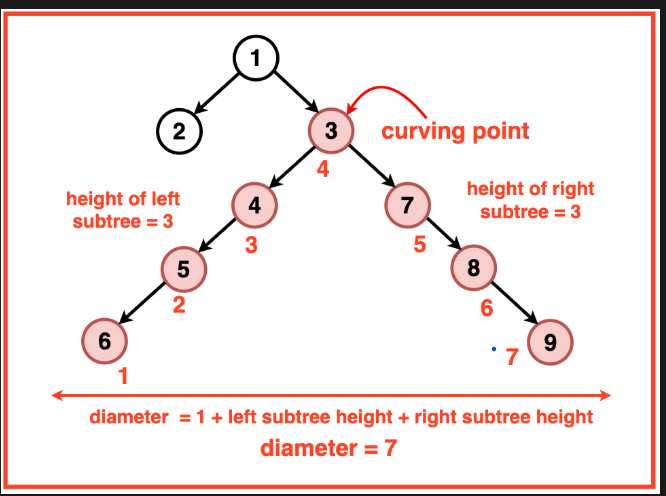 1
2
3
curving point
4
height of left
subtree = 3
4
7
height of right
subtree = 3
3
5
5
8
2
6
6
9
7
1
diameter = 1 + left subtree height + right subtree height
diameter = 7